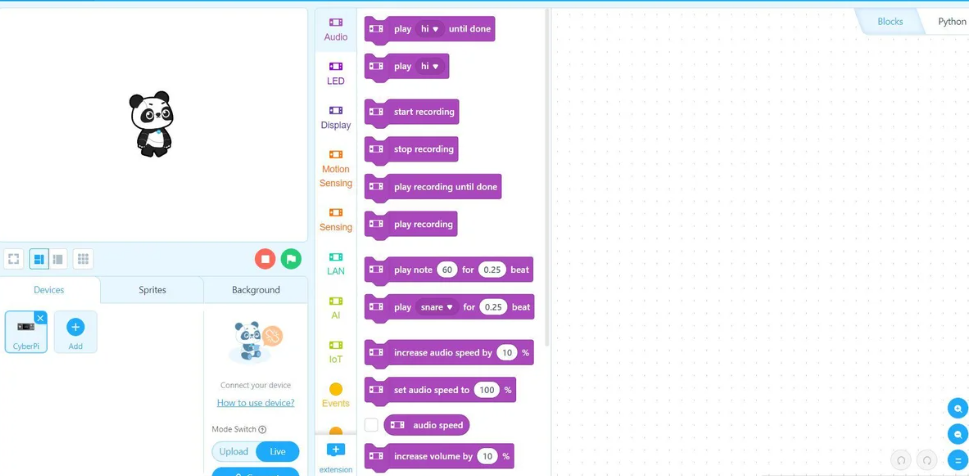 Audio
LED
Display
Motion
Sensing
Sensing
LAN
AI
IoT
Events
extension
play hi until done
play hi
start recording
stop recording
play recording until done
play recording
play note 60 for 0.25 beat
play snare for 0.25 beat
increase audio speed by 10 %
set audio speed to 100 %
audio speed
increase volume by 10 %
Blocks
Python
Devices
Sprites
Background
CyberPi
Add
Connect your device
How to use device?
Mode Switch
Upload
Live